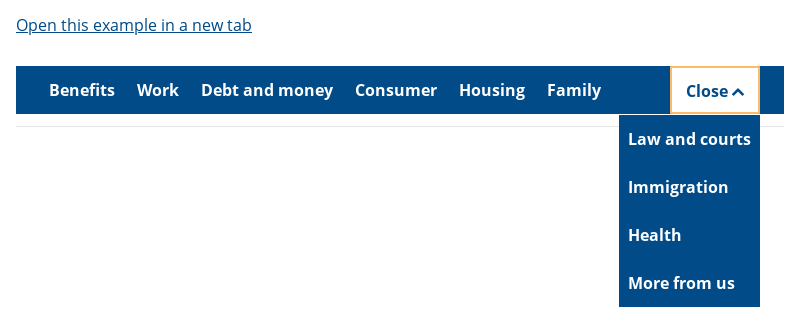 Open this example in a new tab
Benefits Work Debt and money Consumer Housing Family Close
Law and courts
Immigration
Health
More from us